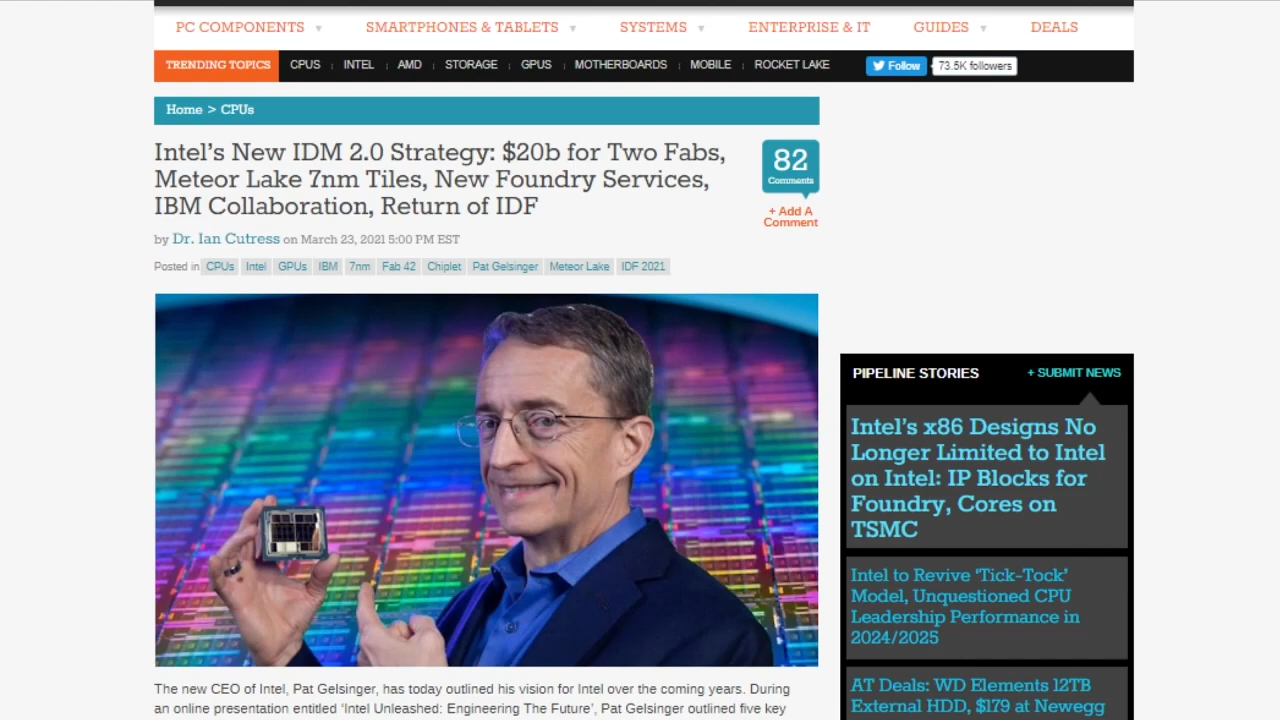 PC COMPONENTS SMARTPHONES & TABLETS SYSTEMS ENTERPRISE & IT GUIDES DEALS
TRENDING TOPICS CPUS INTEL AMD STORAGE GPUS MOTHERBOARDS MOBILE ROCKET LAKE Follow 73.5K followers
Home > CPUs
Intel's New IDM 2.0 Strategy: $20b for Two Fabs,
Meteor Lake 7nm Tiles, New Foundry Services,
IBM Collaboration, Return of IDF
82
Comments
+ Add A
Comment
by Dr. Ian Cutress on March 23, 2021 5:00 PM EST
Posted in CPUs Intel GPUs IBM 7nm Fab 42 Chiplet Pat Gelsinger Meteor Lake IDF 2021
The new CEO of Intel, Pat Gelsinger, has today outlined his vision for Intel over the coming years. During
an online presentation entitled ‘Intel Unleashed: Engineering The Future’, Pat Gelsinger outlined five key
PIPELINE STORIES + SUBMIT NEWS
Intel's x86 Designs No
Longer Limited to Intel
on Intel: IP Blocks for
Foundry, Cores on
TSMC
Intel to Revive ‘Tick-Tock’
Model, Unquestioned CPU
Leadership Performance in
2024/2025
AT Deals: WD Elements 12TB
External HDD, $179 at Newegg